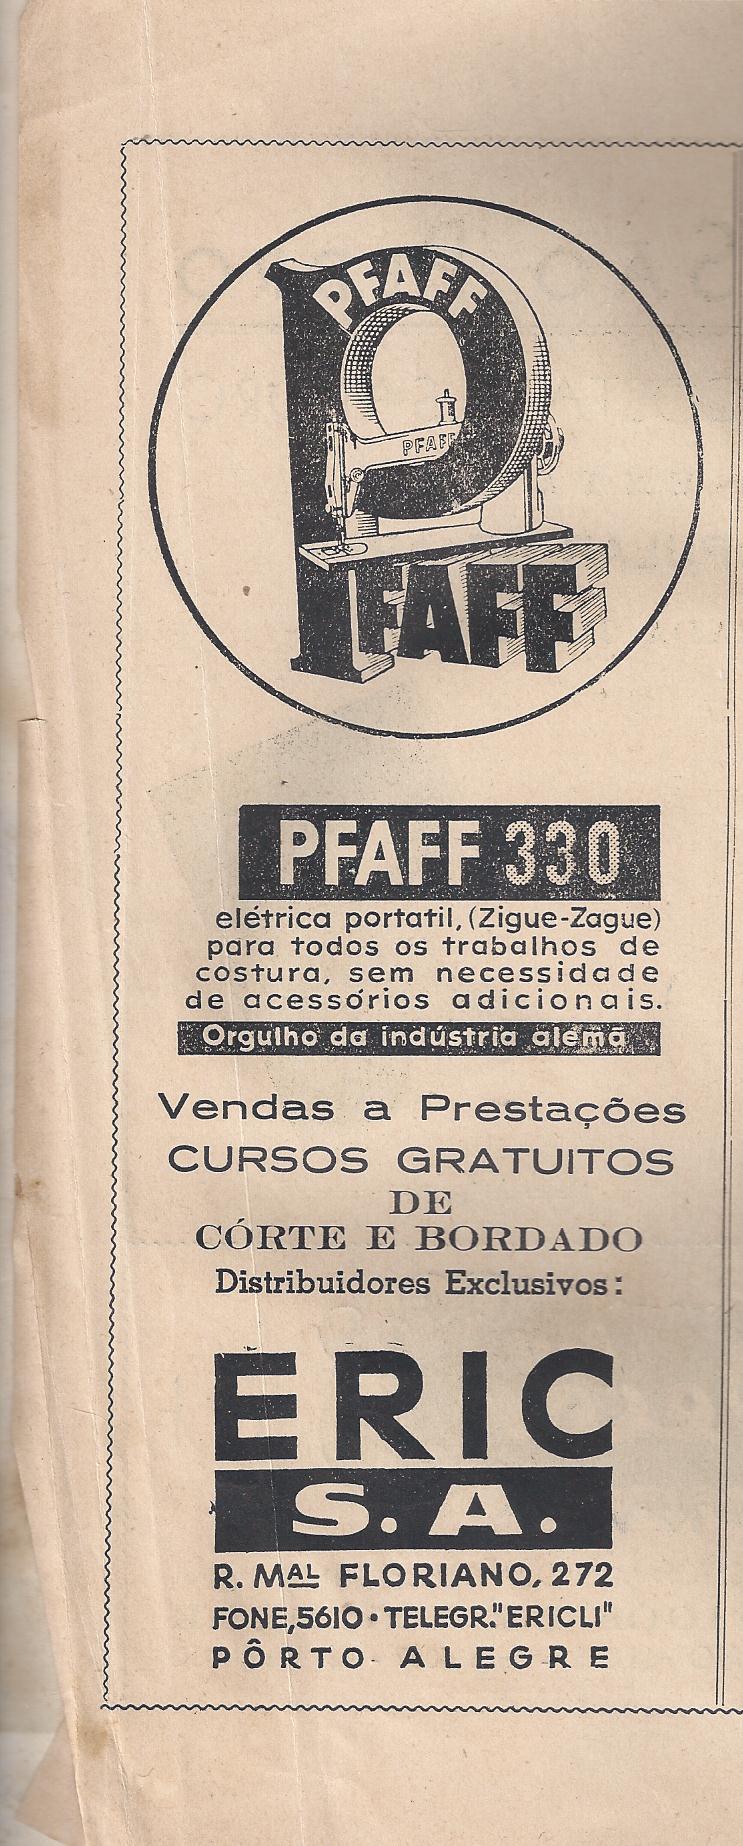 PFAFF
PFAFF
PFAFF
PFAFF 330
elétrica portatil, (Zigue-Zague)
para todos os trabalhos de
costura, sem necessidade
de acessórios adicionais.
Orgulho da indústria alemã
Vendas a Prestações
CURSOS GRATUITOS
DE
CÓRTE E BORDADO
Distribuidores Exclusivos:
ERIC
S.A.
R. MAL FLORIANO, 272
FONE, 5610 • TELEGR. "ERICLI"
PÔRTO ALEGRE